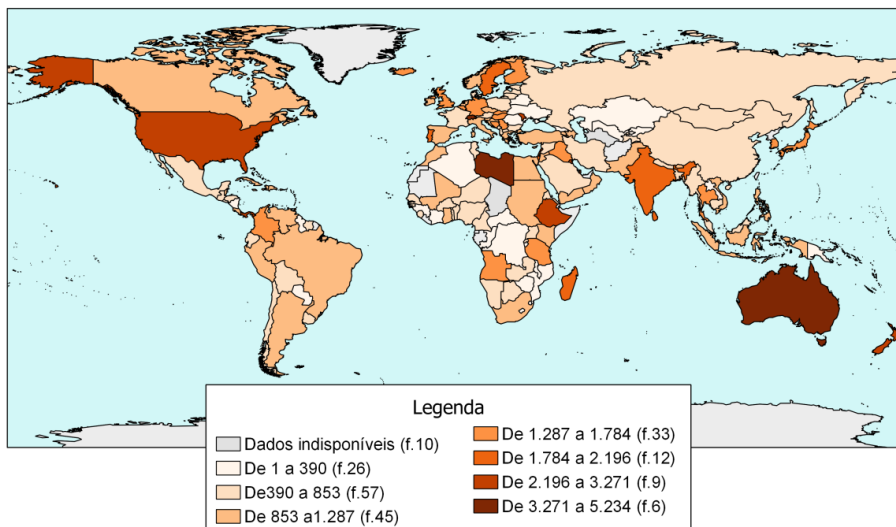 Legenda
Dados indisponíveis (f.10)
De 1 a 390 (f.26)
De390 a 853 (f.57)
De 853 a1.287 (f.45)
De 1.287 a 1.784 (f.33)
De 1.784 a 2.196 (f.12)
De 2.196 a 3.271 (f.9)
De 3.271 a 5.234 (f.6)